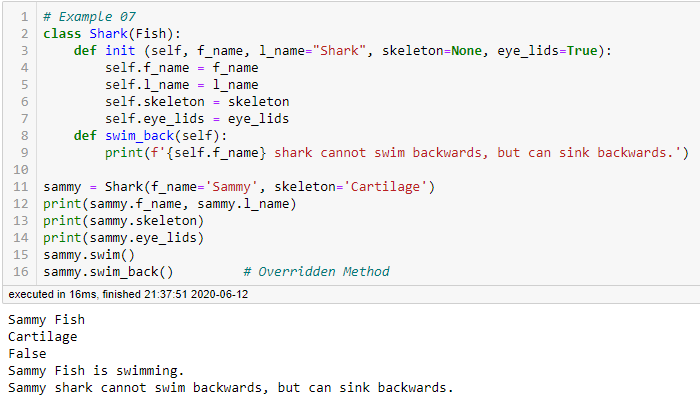 1 # Example 07
2 class Shark(Fish):
3     def init (self, f_name, l_name="Shark", skeleton=None, eye_lids=True):
4         self.f_name = f_name
5         self.l_name = l_name
6         self.skeleton = skeleton
7         self.eye_lids = eye_lids
8     def swim_back(self):
9         print(f'{self.f_name} shark cannot swim backwards, but can sink backwards.')
10
11 sammy = Shark(f_name='Sammy', skeleton='Cartilage')
12 print(sammy.f_name, sammy.l_name)
13 print(sammy.skeleton)
14 print(sammy.eye_lids)
15 sammy.swim()
16 sammy.swim_back()         # Overridden Method
executed in 16ms, finished 21:37:51 2020-06-12
Sammy Fish
Cartilage
False
Sammy Fish is swimming.
Sammy shark cannot swim backwards, but can sink backwards.